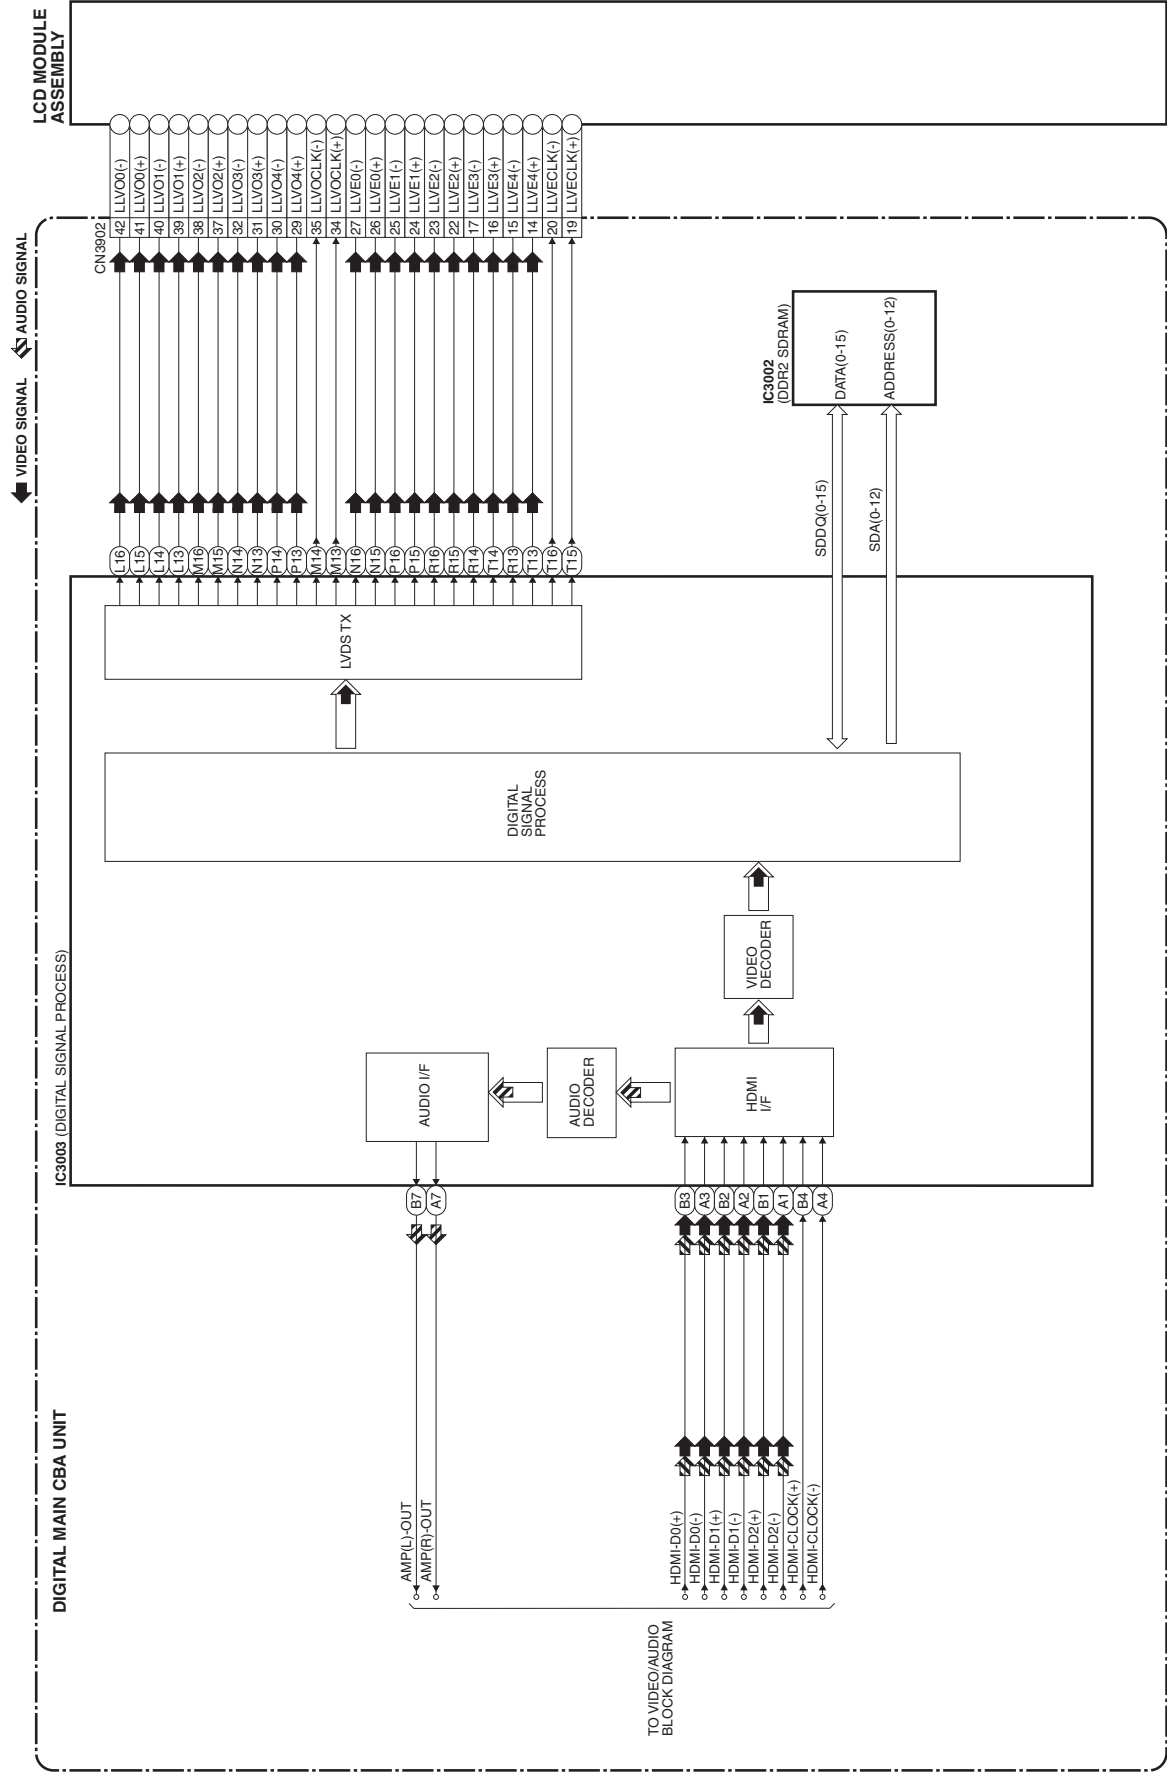 VIDEO SIGNAL
AUDIO SIGNAL
DIGITAL MAIN CBA UNIT
LCD MODULE
ASSEMBLY
IC3003 (DIGITAL SIGNAL PROCESS)
CN3902
TO VIDEO/AUDIO
BLOCK DIAGRAM
AMP(L)-OUT
AMP(R)-OUT
B7
A7
AUDIO I/F
AUDIO
DECODER
HDMI-D0(+)
HDMI-D0(-)
HDMI-D1(+)
HDMI-D1(-)
HDMI-D2(+)
HDMI-D2(-)
HDMI-CLOCK(+)
HDMI-CLOCK(-)
B3
A3
B2
A2
B1
A1
B4
A4
HDMI
I/F
VIDEO
DECODER
DIGITAL
SIGNAL
PROCESS
LVDS TX
L16 42 LLVO0(-)
L15 41 LLVO0(+)
L14 40 LLVO1(-)
L13 39 LLVO1(+)
M16 38 LLVO2(-)
M15 37 LLVO2(+)
N14 32 LLVO3(-)
N13 31 LLVO3(+)
P14 30 LLVO4(-)
P13 29 LLVO4(+)
M14 35 LLVOCLK(-)
M13 34 LLVOCLK(+)
N16 27 LLVE0(-)
N15 26 LLVE0(+)
P16 25 LLVE1(-)
P15 24 LLVE1(+)
R16 23 LLVE2(-)
R15 22 LLVE2(+)
R14 17 LLVE3(-)
T14 16 LLVE3(+)
R13 15 LLVE4(-)
T13 14 LLVE4(+)
T16 20 LLVECLK(-)
T15 19 LLVECLK(+)
SDDQ(0-15)
SDA(0-12)
IC3002
(DDR2 SDRAM)
DATA(0-15)
ADDRESS(0-12)